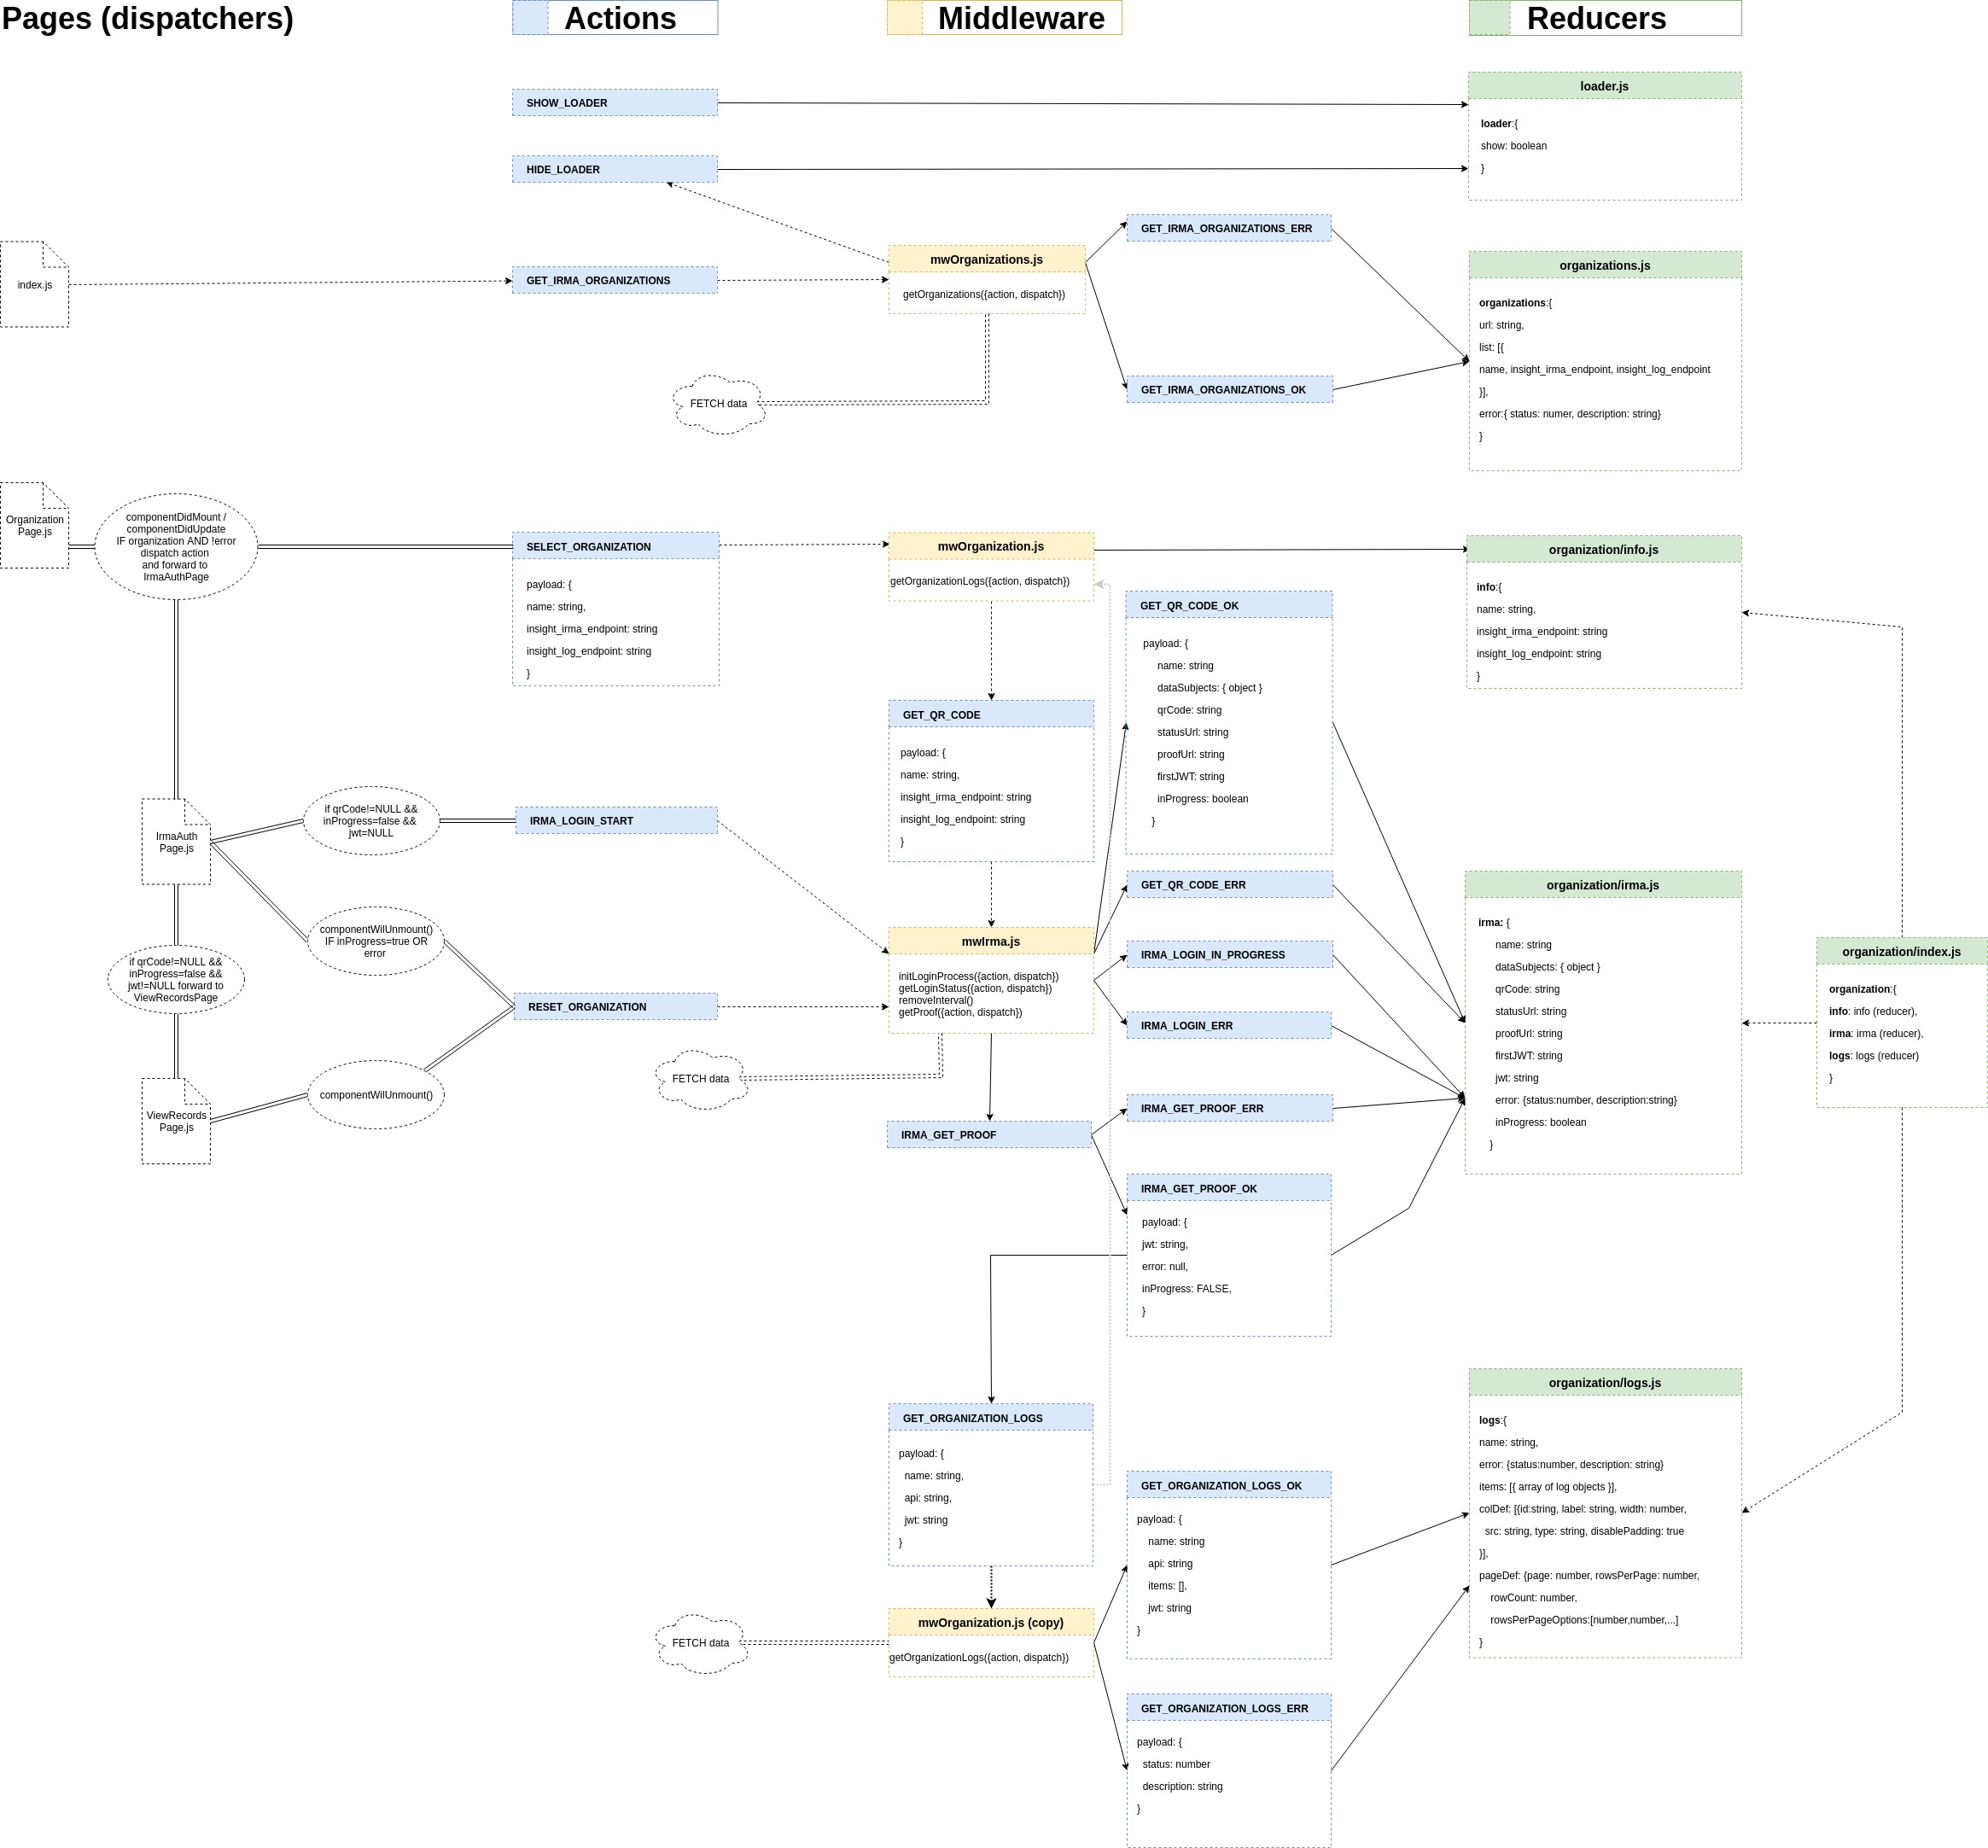 Pages (dispatchers)
Actions
Middleware
Reducers
SHOW_LOADER
HIDE_LOADER
loader.js
loader:{
show: boolean
}
index.js
GET_IRMA_ORGANIZATIONS
mwOrganizations.js
getOrganizations({action, dispatch})
FETCH data
GET_IRMA_ORGANIZATIONS_ERR
GET_IRMA_ORGANIZATIONS_OK
organizations.js
organizations:{
url: string,
list: [{
name, insight_irma_endpoint, insight_log_endpoint
}],
error:{ status: numer, description: string}
}
Organization
Page.js
componentDidMount /
componentDidUpdate
IF organization AND !error
dispatch action
and forward to
IrmaAuthPage
SELECT_ORGANIZATION
payload: {
name: string,
insight_irma_endpoint: string
insight_log_endpoint: string
}
mwOrganization.js
getOrganizationLogs({action, dispatch})
organization/info.js
info:{
name: string,
insight_irma_endpoint: string
insight_log_endpoint: string
}
GET_QR_CODE
payload: {
name: string,
insight_irma_endpoint: string
insight_log_endpoint: string
}
GET_QR_CODE_OK
payload: {
name: string
dataSubjects: { object }
qrCode: string
statusUrl: string
proofUrl: string
firstJWT: string
inProgress: boolean
}
IrmaAuth
Page.js
if qrCode!=NULL &&
inProgress=false &&
jwt=NULL
IRMA_LOGIN_START
componentWilUnmount()
IF inProgress=true OR
error
if qrCode!=NULL &&
inProgress=false &&
jwt!=NULL forward to
ViewRecordsPage
RESET_ORGANIZATION
ViewRecords
Page.js
componentWilUnmount()
mwIrma.js
initLoginProcess({action, dispatch})
getLoginStatus({action, dispatch})
removeInterval()
getProof({action, dispatch})
FETCH data
IRMA_GET_PROOF
GET_QR_CODE_ERR
IRMA_LOGIN_IN_PROGRESS
IRMA_LOGIN_ERR
IRMA_GET_PROOF_ERR
IRMA_GET_PROOF_OK
payload: {
jwt: string,
error: null,
inProgress: FALSE,
}
organization/irma.js
irma: {
name: string
dataSubjects: { object }
qrCode: string
statusUrl: string
proofUrl: string
firstJWT: string
jwt: string
error: {status:number, description:string}
inProgress: boolean
}
organization/index.js
organization:{
info: info (reducer),
irma: irma (reducer),
logs: logs (reducer)
}
GET_ORGANIZATION_LOGS
payload: {
name: string,
api: string,
jwt: string
}
FETCH data
mwOrganization.js (copy)
getOrganizationLogs({action, dispatch})
GET_ORGANIZATION_LOGS_OK
payload: {
name: string
api: string
items: [],
jwt: string
}
GET_ORGANIZATION_LOGS_ERR
payload: {
status: number
description: string
}
organization/logs.js
logs:{
name: string,
error: {status:number, description: string}
items: [{ array of log objects }],
colDef: [{id:string, label: string, width: number,
src: string, type: string, disablePadding: true
}],
pageDef: {page: number, rowsPerPage: number,
rowCount: number,
rowsPerPageOptions:[number,number,...]
}